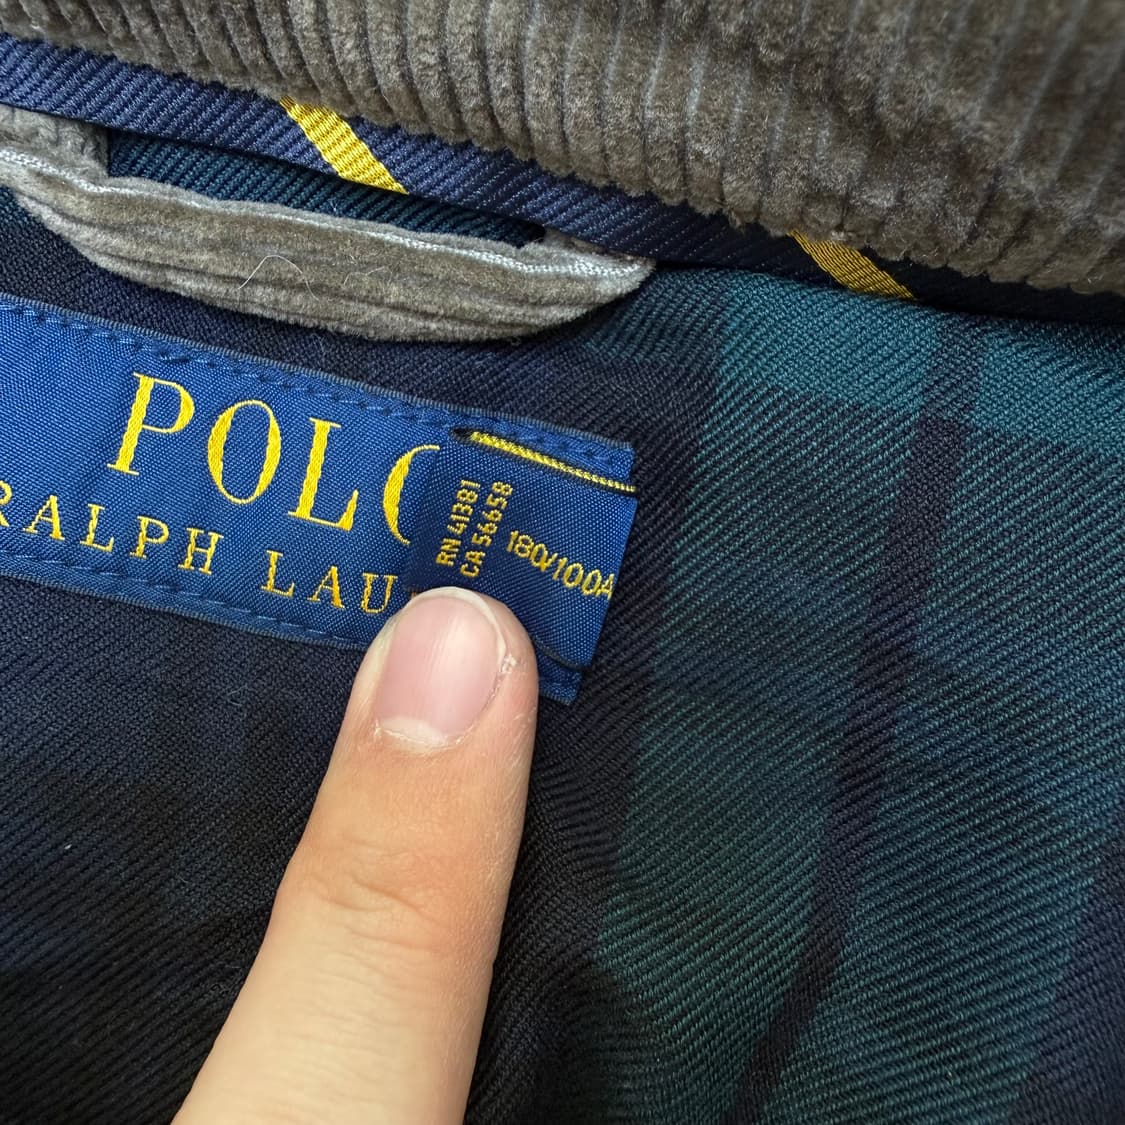 POLO
RALPH LAU
RN 41381
CA 56658
180/100A